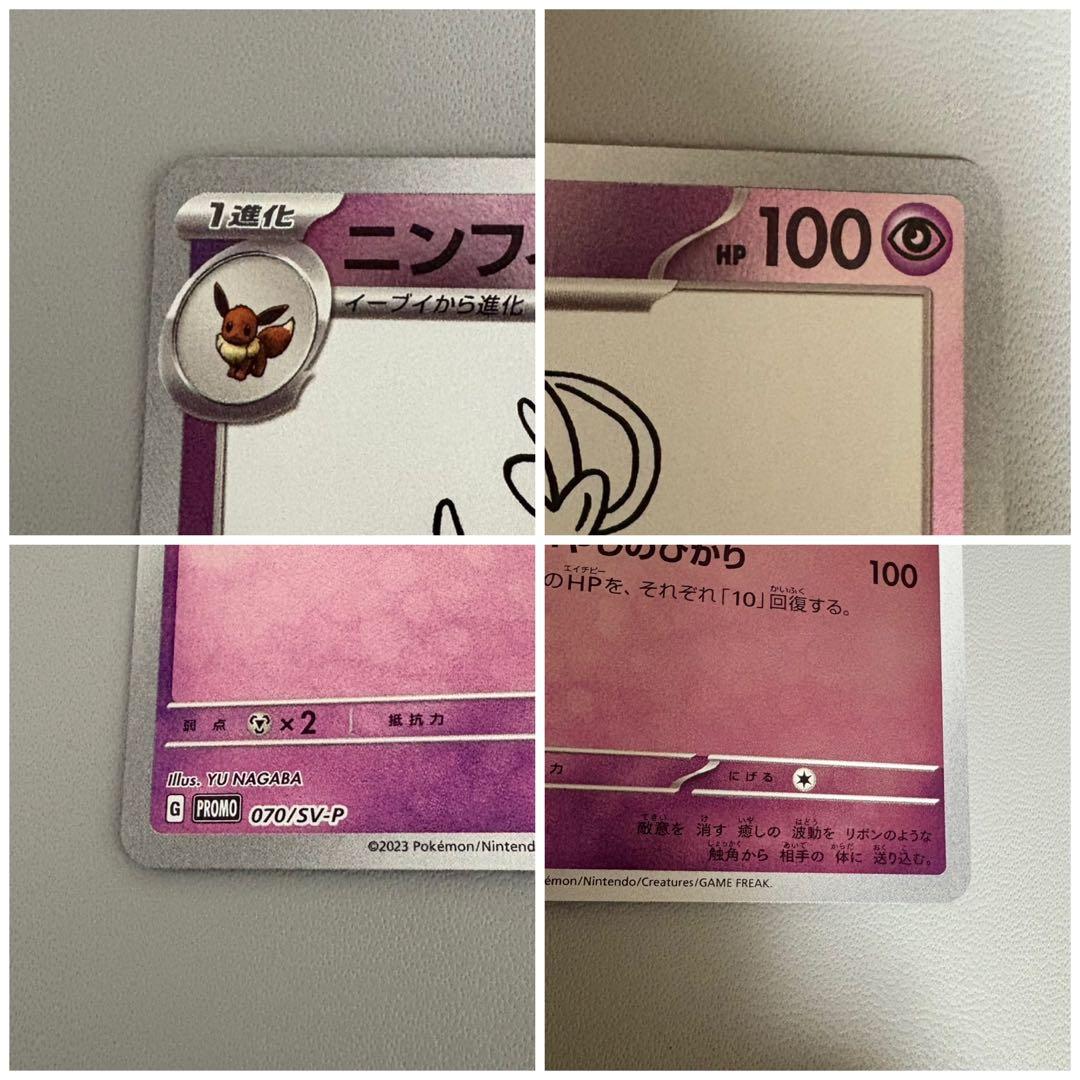 1進化
ニンフ
イーブイから進化
HP 100
のひかり
100
エイチピー
かいふく
のHPを、それぞれ「10」回復する。
弱点 ×2 抵抗力
Illus. YU NAGABA
G PROMO 070/SV-P
©2023 Pokémon/Nintend
力
にげる
てきい け いや はどう
敵意を 消す 癒しの 波動を リボンのような
しょっかく あいて からだ おく こ
触角から 相手の 体に 送り込む。
émon/Nintendo/Creatures/GAME FREAK.